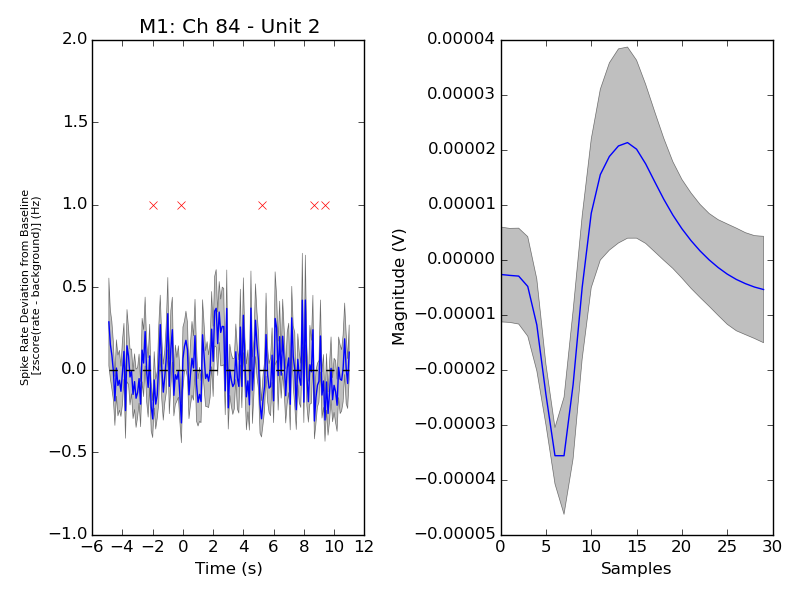 M1: Ch 84 - Unit 2
2.0
1.5
1.0
0.5
0.0
−0.5
−1.0
−6 −4 −2 0 2 4 6 8 10 12
Time (s)
Spike Rate Deviation from Baseline
[zscore(rate - background)] (Hz)
0.00004
0.00003
0.00002
0.00001
0.00000
−0.00001
−0.00002
−0.00003
−0.00004
−0.00005
0 5 10 15 20 25 30
Samples
Magnitude (V)